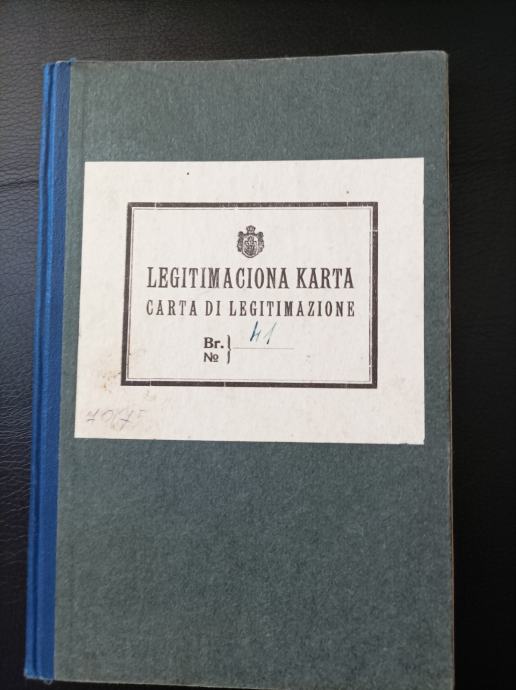 LEGITIMACIONA KARTA
CARTA DI LEGITIMAZIONE
Br. } 41
№